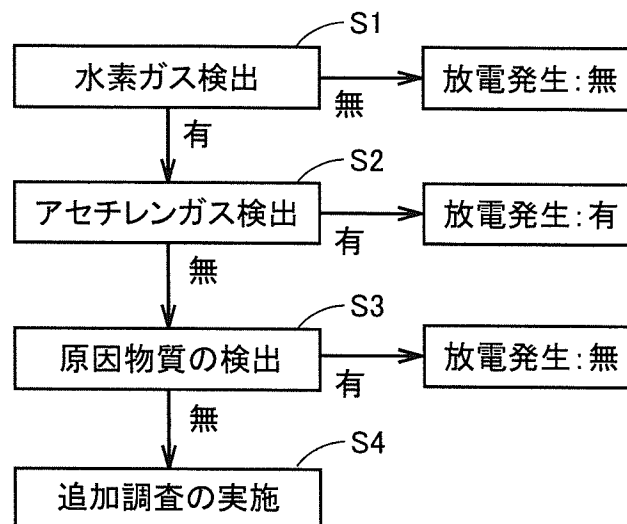 S1
水素ガス検出
無
放電発生:無
有
S2
アセチレンガス検出
有
放電発生:有
無
S3
原因物質の検出
有
放電発生:無
無
S4
追加調査の実施